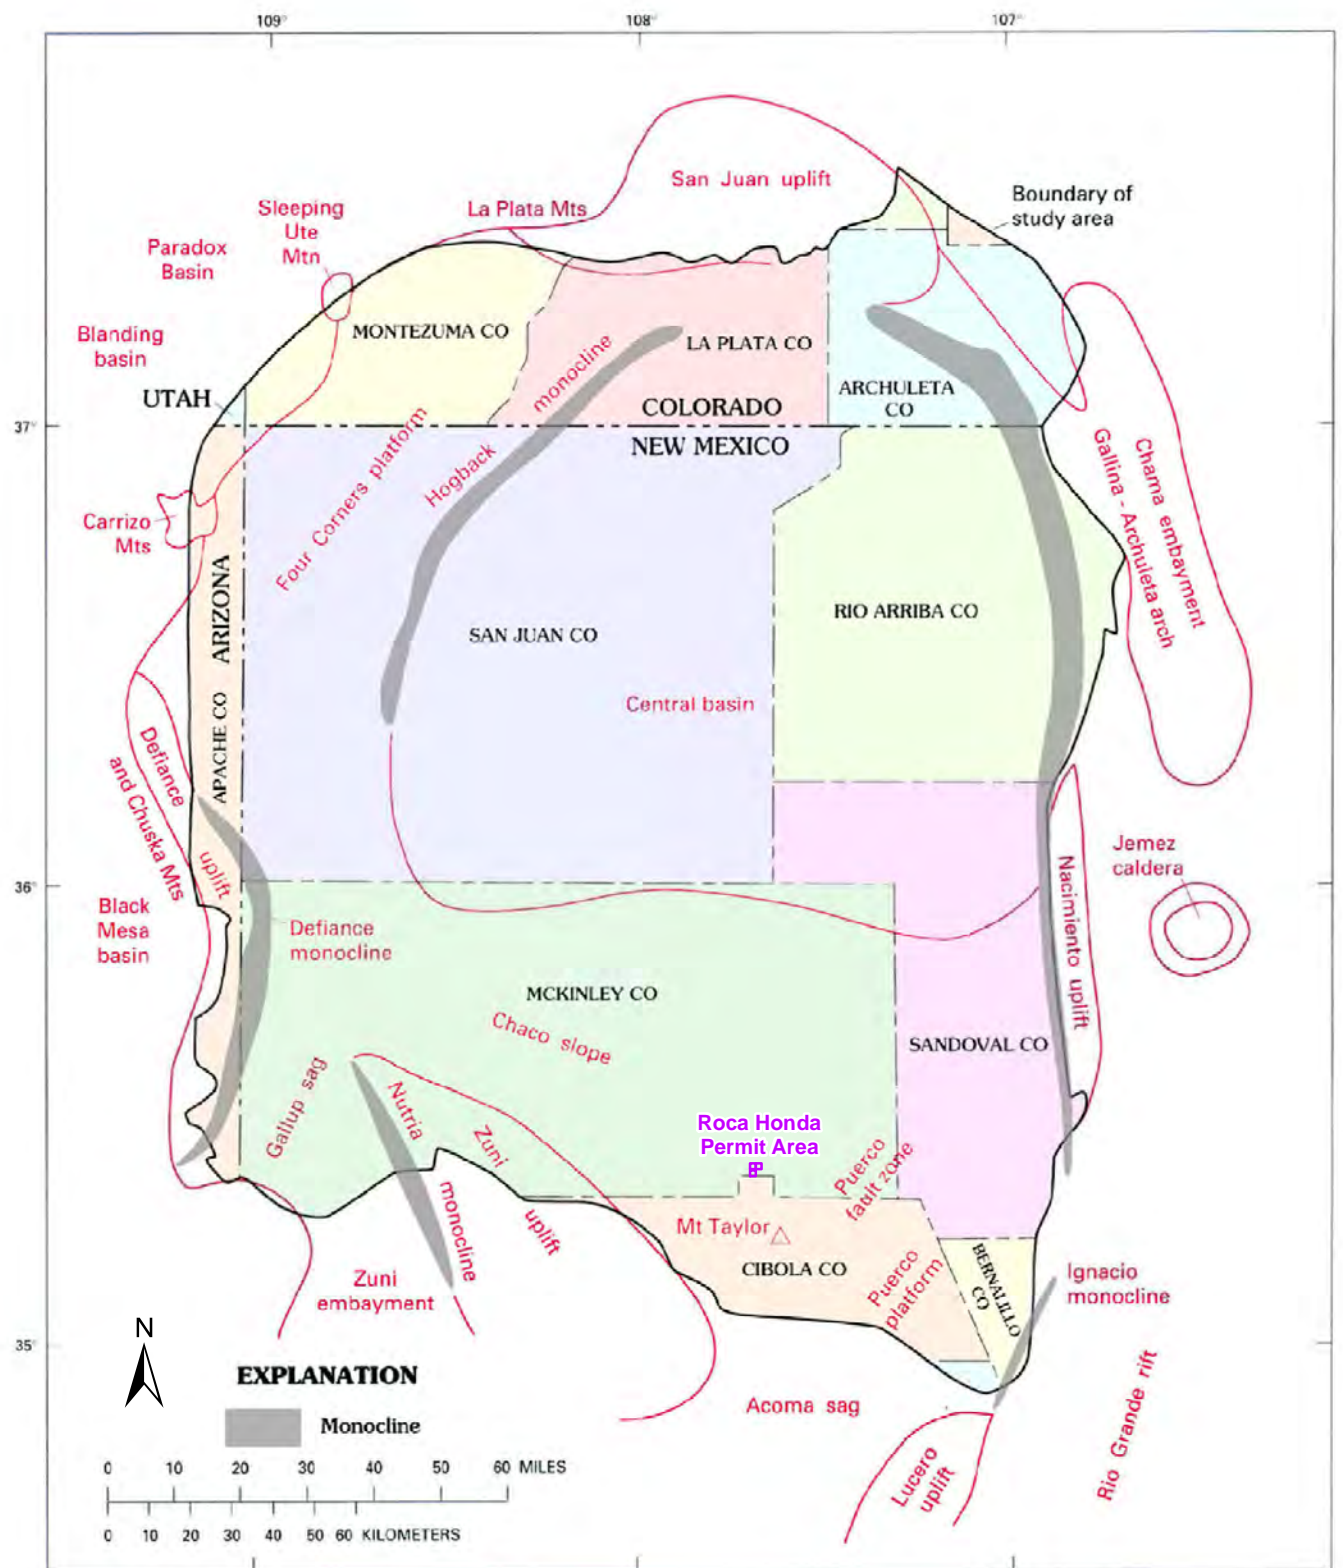 109°
108°
107°
San Juan uplift
Boundary of
study area
Sleeping
Ute
Mtn
La Plata Mts
Paradox
Basin
Blanding
basin
MONTEZUMA CO
LA PLATA CO
monocline
UTAH
ARCHULETA
CO
COLORADO
37°
NEW MEXICO
Hogback
Four Corners platform
Chama embayment
Gallina - Archuleta arch
Carrizo
Mts
ARIZONA
RIO ARRIBA CO
SAN JUAN CO
Central basin
APACHE CO
Defiance
and Chuska Mts
uplift
Jemez
caldera
36°
Nacimiento uplift
Black
Mesa
basin
Defiance
monocline
MCKINLEY CO
Chaco slope
SANDOVAL CO
Gallup sag
Nutria
monocline
Zuni
uplift
Roca Honda
Permit Area
Puerco
fault zone
Mt Taylor
CIBOLA CO
Puerco
platform
BERNALILLO
CO
Ignacio
monocline
Zuni
embayment
N
35°
EXPLANATION
Monocline
Acoma sag
Lucero
uplift
Rio Grande rift
0 10 20 30 40 50 60 MILES
0 10 20 30 40 50 60 KILOMETERS